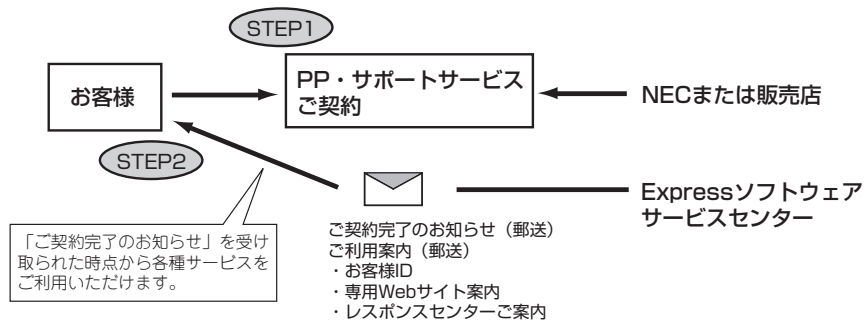 STEP1
お客様
PP・サポートサービス
ご契約
NECまたは販売店
STEP2
Expressソフトウェア
サービスセンター
「ご契約完了のお知らせ」を受け
取られた時点から各種サービスを
ご利用いただけます。
ご契約完了のお知らせ（郵送）
ご利用案内（郵送）
・お客様ID
・専用Webサイト案内
・レスポンスセンターご案内